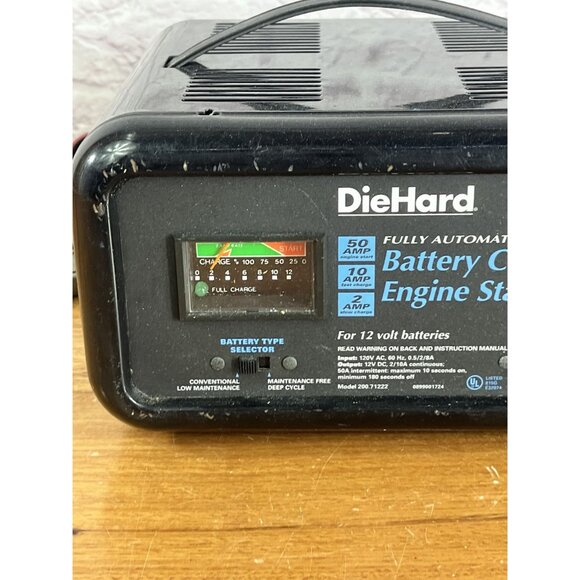 DieHard®
START
CHARGE % 100 75 50 25 0
0 2 4 6 8 10 12
FULL CHARGE
BATTERY TYPE
SELECTOR
CONVENTIONAL
LOW MAINTENANCE
MAINTENANCE FREE
DEEP CYCLE
50
AMP
engine start
10
AMP
fast charge
2
AMP
slow charge
FULLY AUTOMAT
Battery C
Engine Sta
For 12 volt batteries
READ WARNING ON BACK AND INSTRUCTION MANUAL
Input: 120V AC, 60 Hz, 0.5/2/8A
Output: 12V DC, 2/10A continuous;
50A intermittent: maximum 10 seconds on,
minimum 180 seconds off
Model 200.71222 0899001724
UL
LISTED